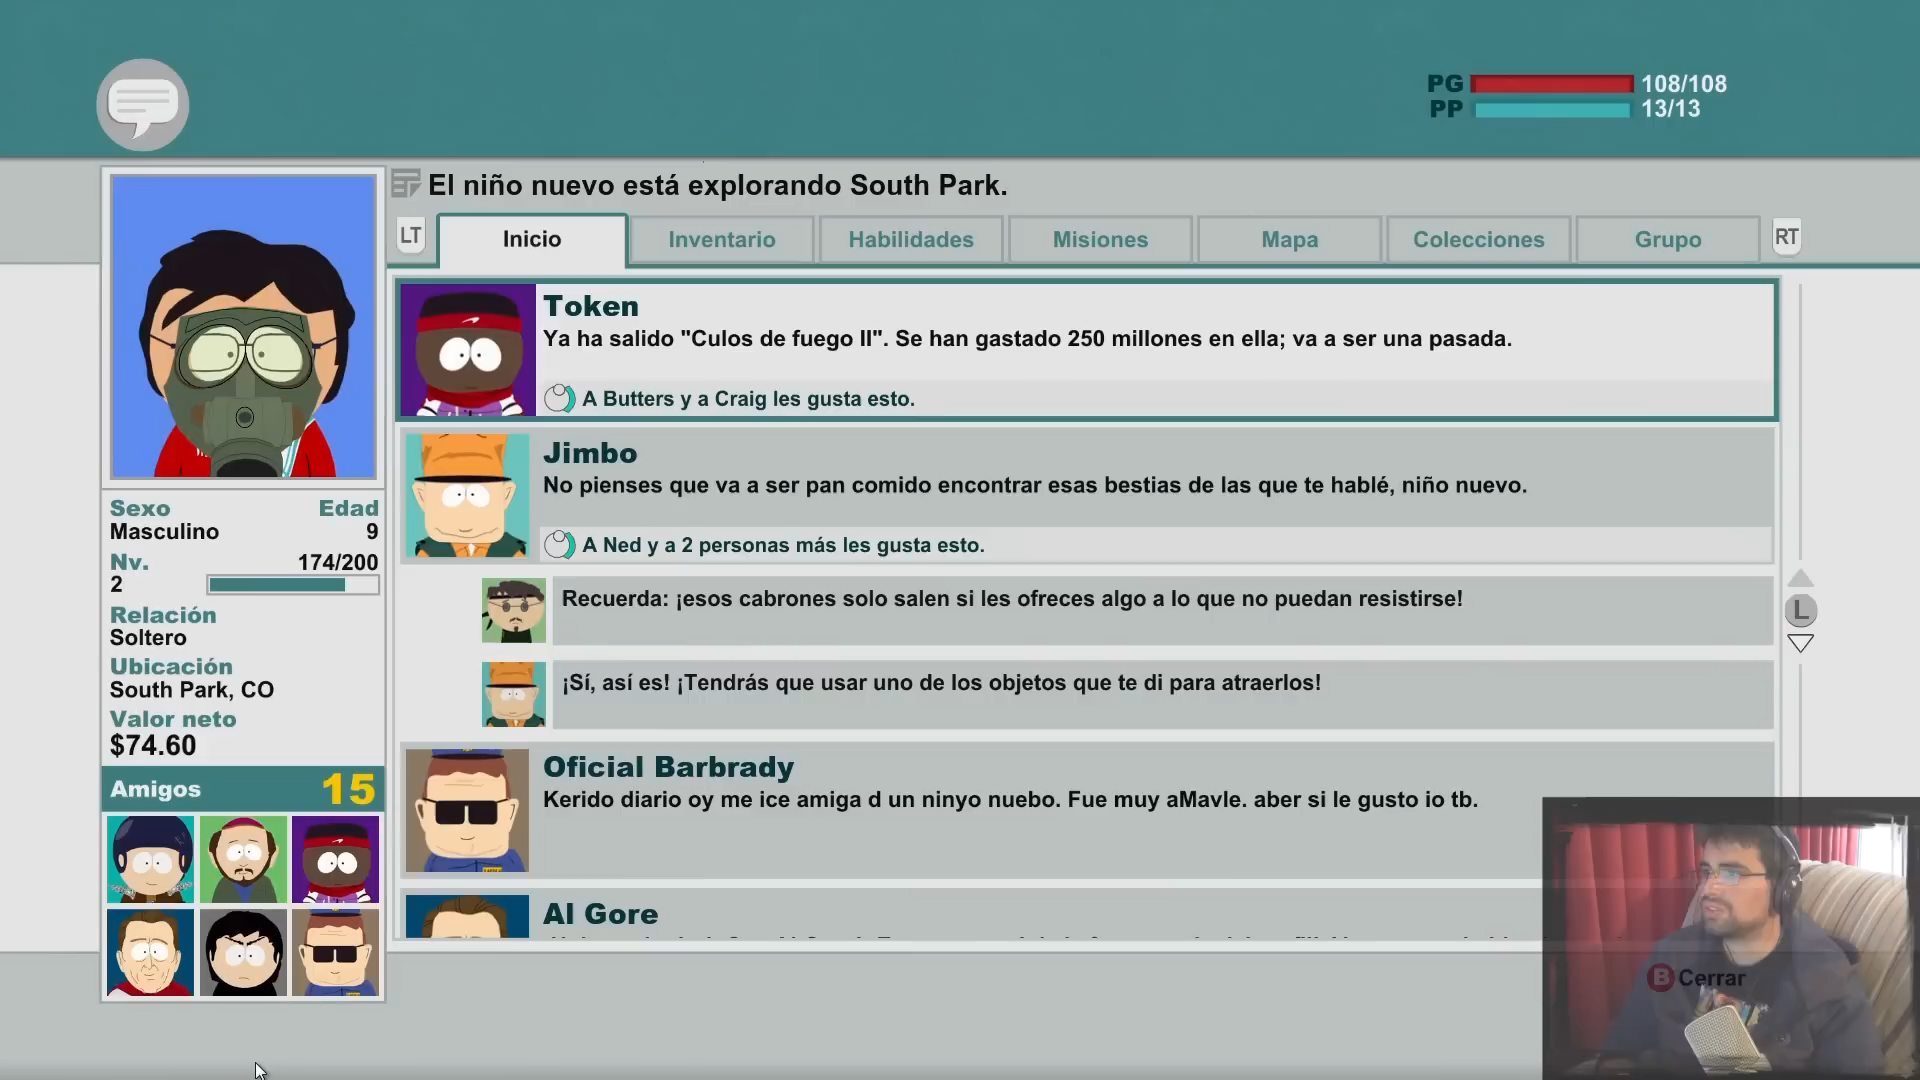 PG 108/108
PP 13/13
El niño nuevo está explorando South Park.
LT Inicio Inventario Habilidades Misiones Mapa Colecciones Grupo RT
Token
Ya ha salido "Culos de fuego II". Se han gastado 250 millones en ella; va a ser una pasada.
A Butters y a Craig les gusta esto.
Jimbo
No pienses que va a ser pan comido encontrar esas bestias de las que te hablé, niño nuevo.
A Ned y a 2 personas más les gusta esto.
Recuerda: ¡esos cabrones solo salen si les ofreces algo a lo que no puedan resistirse!
¡Sí, así es! ¡Tendrás que usar uno de los objetos que te di para atraerlos!
Oficial Barbrady
Kerido diario oy me ice amiga d un ninyo nuebo. Fue muy aMavle. aber si le gusto io tb.
Al Gore
Sexo Edad
Masculino 9
Nv. 174/200
2
Relación
Soltero
Ubicación
South Park, CO
Valor neto
$74.60
Amigos 15
L
B Cerrar